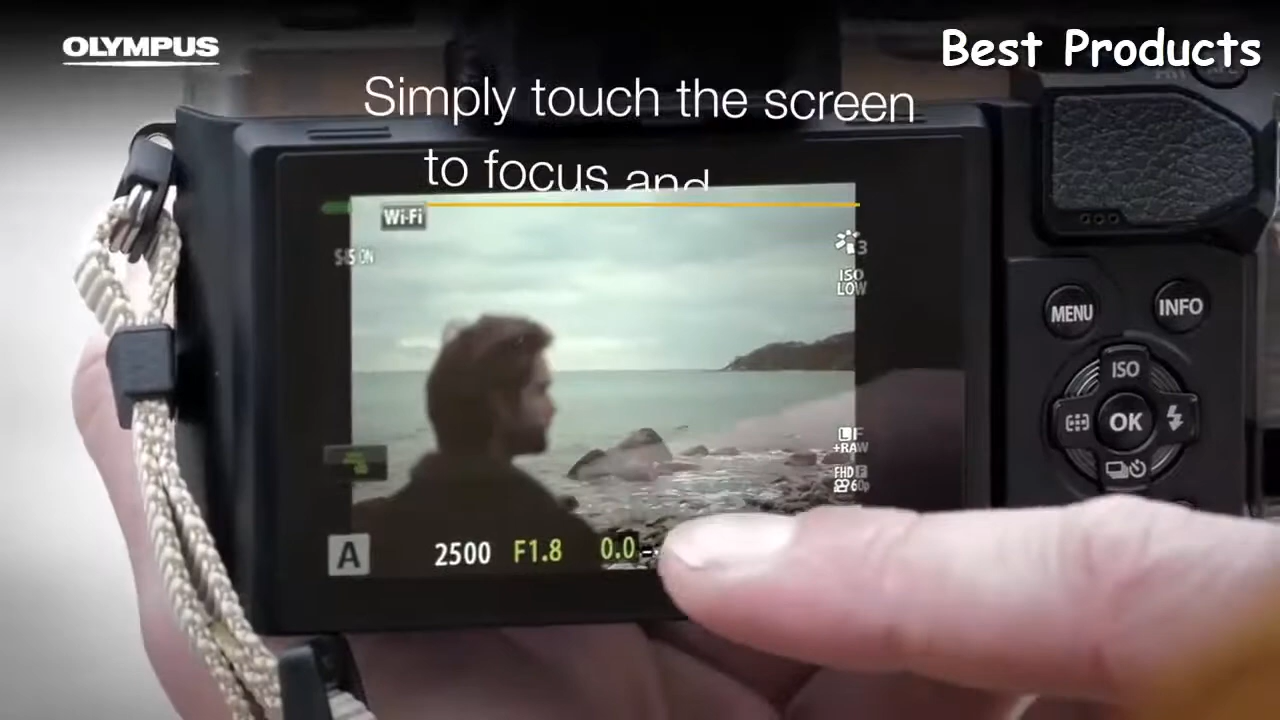 OLYMPUS
Best Products
Simply touch the screen
to focus and
Wi-Fi
S-IS ON
3
ISO
LOW
MENU
INFO
ISO
OK
LF
+RAW
FHD F
60p
A
2500 F1.8 0.0